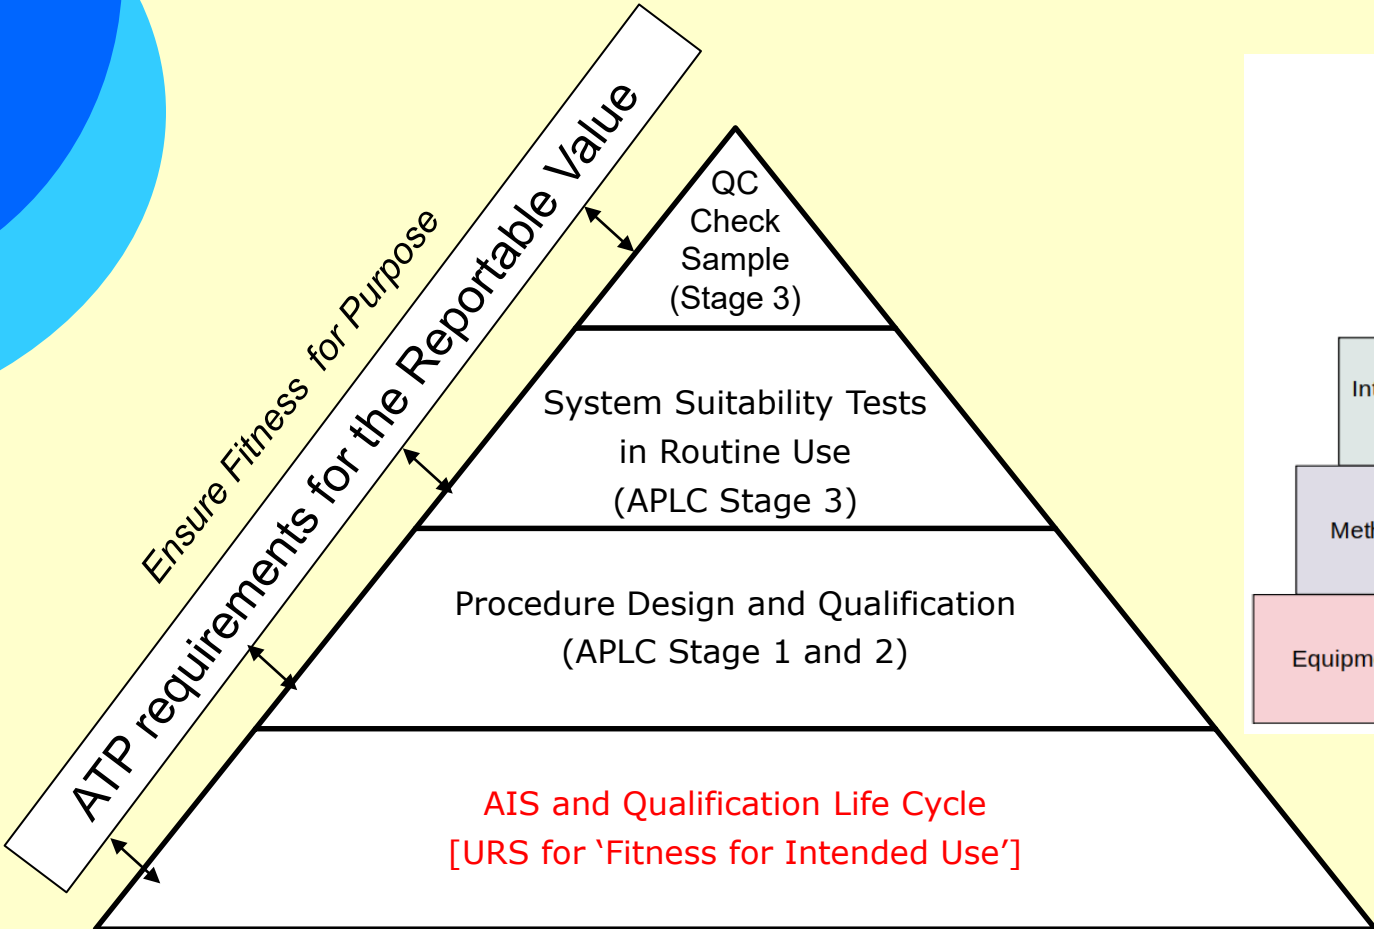 ATP requirements for the Reportable Value
Ensure Fitness for Purpose
QC
Check
Sample
(Stage 3)
System Suitability Tests
in Routine Use
(APLC Stage 3)
Procedure Design and Qualification
(APLC Stage 1 and 2)
AIS and Qualification Life Cycle
[URS for ‘Fitness for Intended Use’]